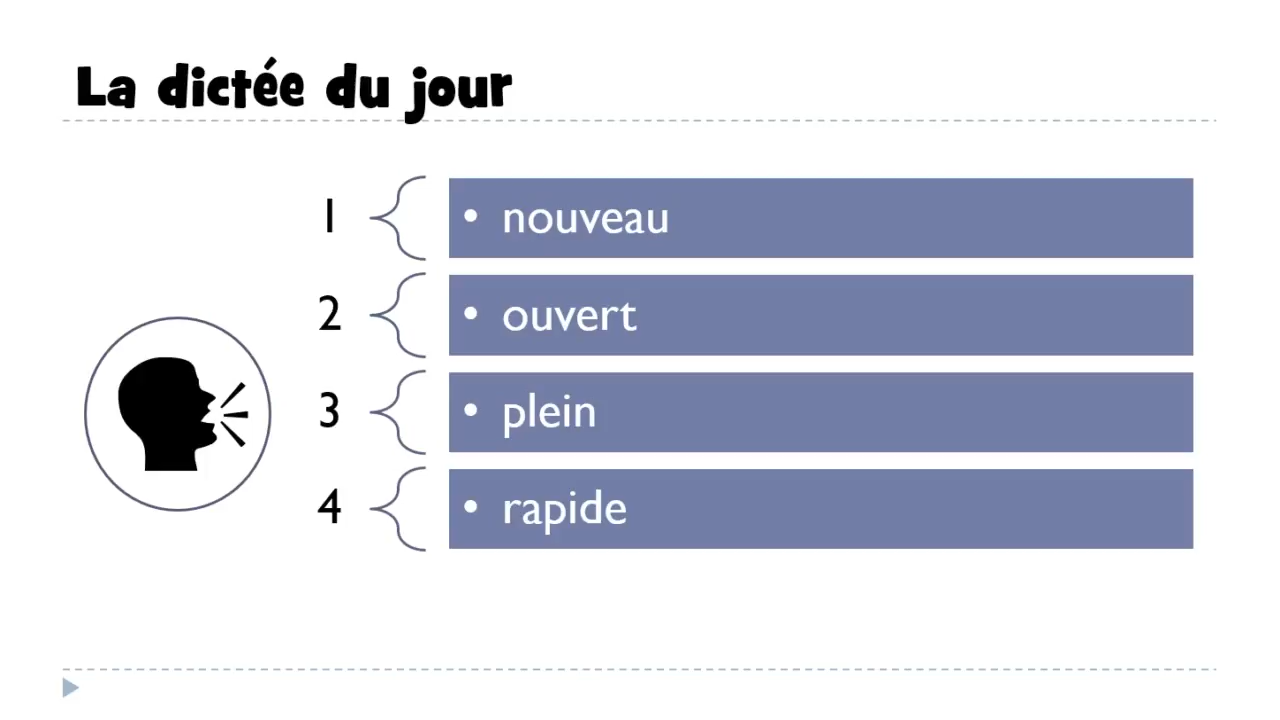 La dictée du jour
1 • nouveau
2 • ouvert
3 • plein
4 • rapide